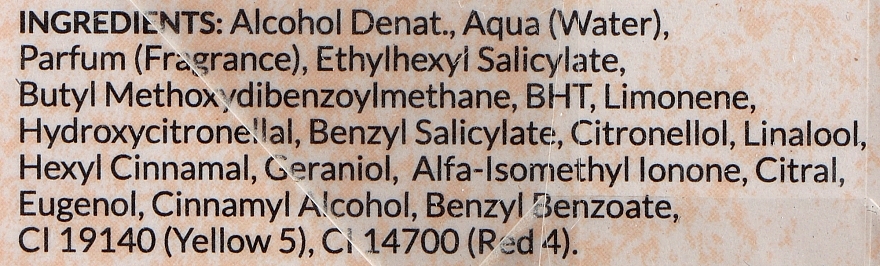 INGREDIENTS: Alcohol Denat., Aqua (Water),
Parfum (Fragrance), Ethylhexyl Salicylate,
Butyl Methoxydibenzoylmethane, BHT, Limonene,
Hydroxycitronellal, Benzyl Salicylate, Citronellol, Linalool,
Hexyl Cinnamal, Geraniol, Alfa-Isomethyl Ionone, Citral,
Eugenol, Cinnamyl Alcohol, Benzyl Benzoate,
CI 19140 (Yellow 5), CI 14700 (Red 4).